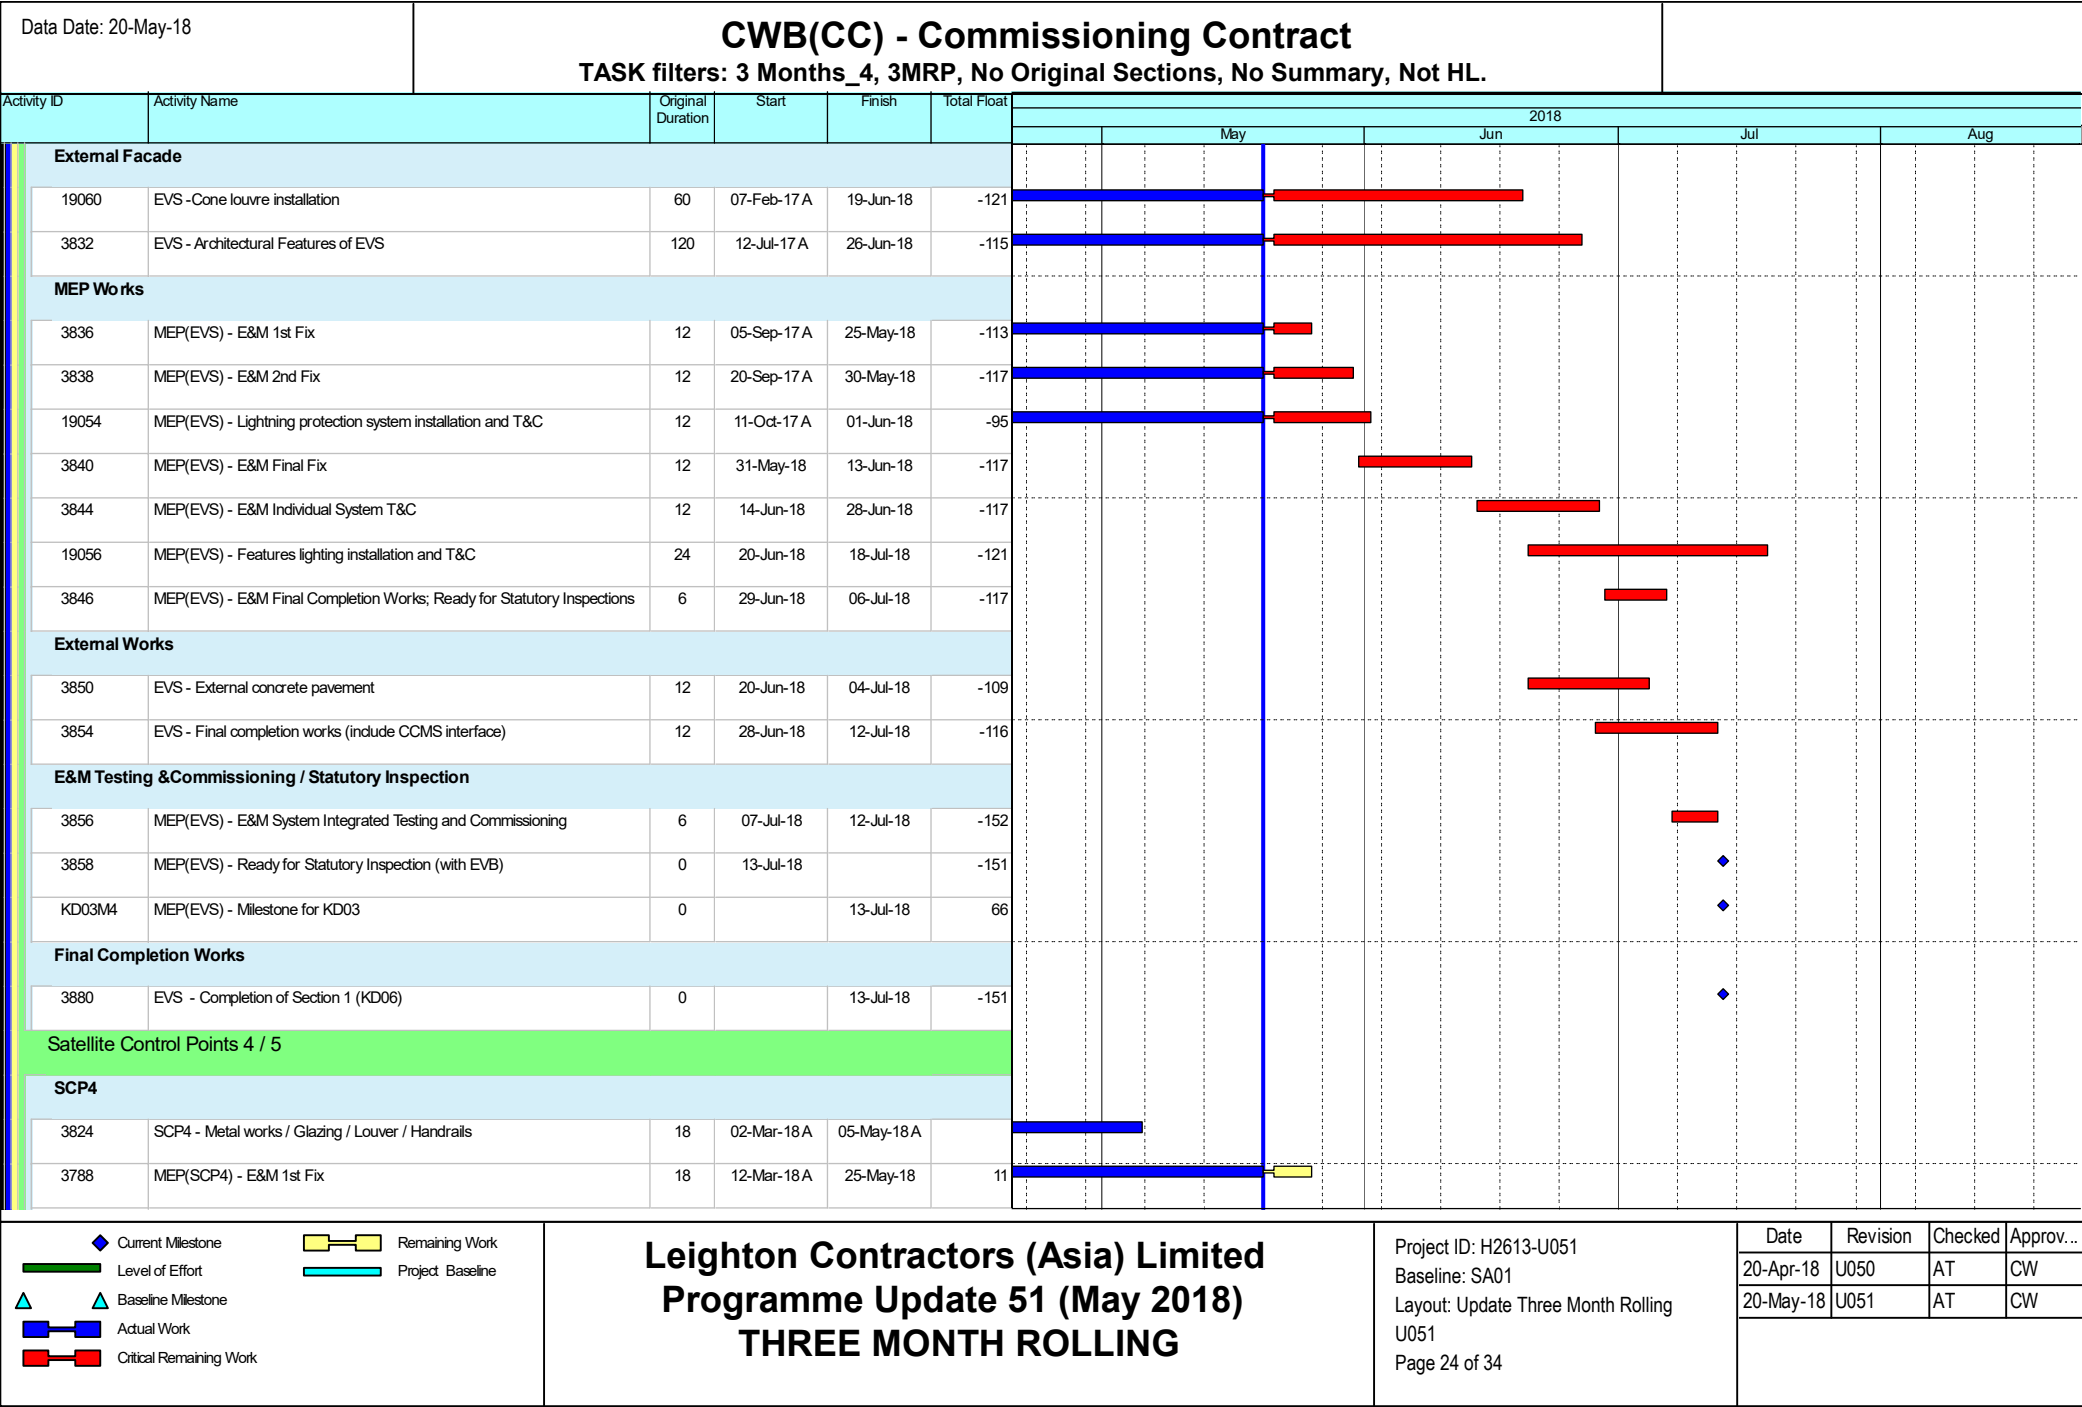 Data Date: 20-May-18
CWB(CC) - Commissioning Contract
TASK filters: 3 Months_4, 3MRP, No Original Sections, No Summary, Not HL.
Activity ID Activity Name Original Duration Start Finish Total Float
2018
May Jun Jul Aug
External Facade
19060 EVS -Cone louvre installation 60 07-Feb-17 A 19-Jun-18 -121
3832 EVS - Architectural Features of EVS 120 12-Jul-17 A 26-Jun-18 -115
MEP Works
3836 MEP(EVS) - E&M 1st Fix 12 05-Sep-17 A 25-May-18 -113
3838 MEP(EVS) - E&M 2nd Fix 12 20-Sep-17 A 30-May-18 -117
19054 MEP(EVS) - Lightning protection system installation and T&C 12 11-Oct-17 A 01-Jun-18 -95
3840 MEP(EVS) - E&M Final Fix 12 31-May-18 13-Jun-18 -117
3844 MEP(EVS) - E&M Individual System T&C 12 14-Jun-18 28-Jun-18 -117
19056 MEP(EVS) - Features lighting installation and T&C 24 20-Jun-18 18-Jul-18 -121
3846 MEP(EVS) - E&M Final Completion Works; Ready for Statutory Inspections 6 29-Jun-18 06-Jul-18 -117
External Works
3850 EVS - External concrete pavement 12 20-Jun-18 04-Jul-18 -109
3854 EVS - Final completion works (include CCMS interface) 12 28-Jun-18 12-Jul-18 -116
E&M Testing &Commissioning / Statutory Inspection
3856 MEP(EVS) - E&M System Integrated Testing and Commissioning 6 07-Jul-18 12-Jul-18 -152
3858 MEP(EVS) - Ready for Statutory Inspection (with EVB) 0 13-Jul-18 -151
KD03M4 MEP(EVS) - Milestone for KD03 0 13-Jul-18 66
Final Completion Works
3880 EVS - Completion of Section 1 (KD06) 0 13-Jul-18 -151
Satellite Control Points 4 / 5
SCP4
3824 SCP4 - Metal works / Glazing / Louver / Handrails 18 02-Mar-18 A 05-May-18 A
3788 MEP(SCP4) - E&M 1st Fix 18 12-Mar-18 A 25-May-18 11
Current Milestone
Level of Effort
Baseline Milestone
Actual Work
Critical Remaining Work
Remaining Work
Project Baseline
Leighton Contractors (Asia) Limited
Programme Update 51 (May 2018)
THREE MONTH ROLLING
Project ID: H2613-U051
Baseline: SA01
Layout: Update Three Month Rolling
U051
Page 24 of 34
Date Revision Checked Approv...
20-Apr-18 U050 AT CW
20-May-18 U051 AT CW